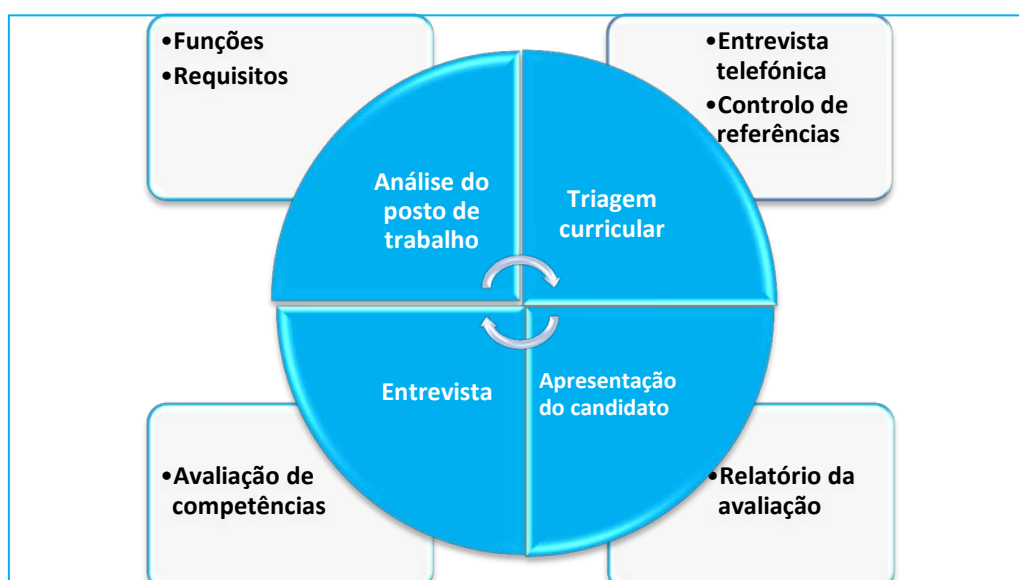 •Funções
•Requisitos
•Entrevista
telefónica
•Controlo de
referências
Análise do
posto de
trabalho
Triagem
curricular
Entrevista
Apresentação
do candidato
•Avaliação de
competências
•Relatório da
avaliação